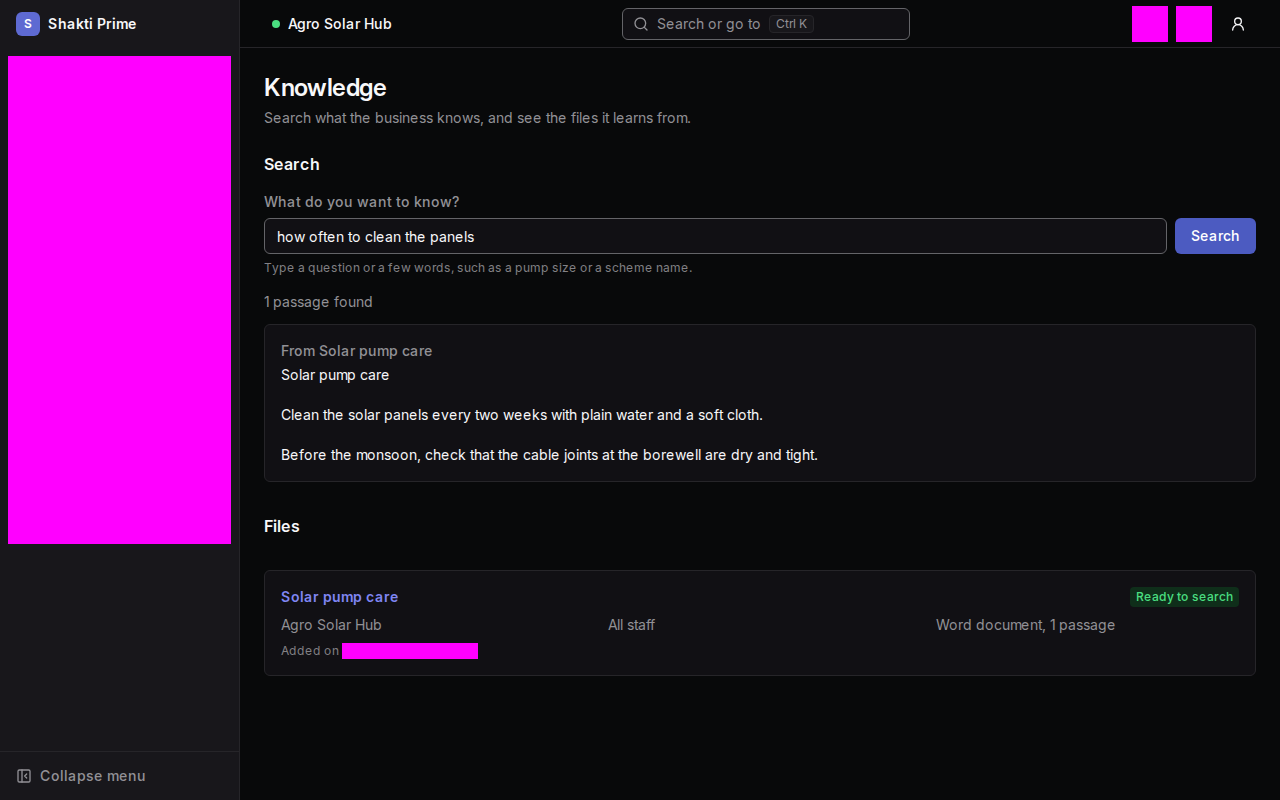 S Shakti Prime
Agro Solar Hub
Search or go to Ctrl K
Knowledge
Search what the business knows, and see the files it learns from.
Search
What do you want to know?
how often to clean the panels
Search
Type a question or a few words, such as a pump size or a scheme name.
1 passage found
From Solar pump care
Solar pump care
Clean the solar panels every two weeks with plain water and a soft cloth.
Before the monsoon, check that the cable joints at the borewell are dry and tight.
Files
Solar pump care
Ready to search
Agro Solar Hub
All staff
Word document, 1 passage
Added on
Collapse menu